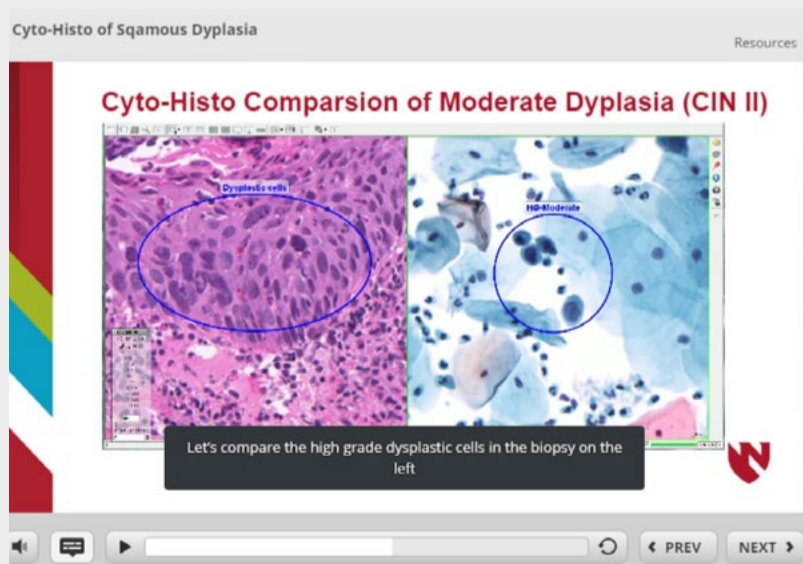 Cyto-Histo of Sqamous Dyplasia
Resources
Cyto-Histo Comparsion of Moderate Dyplasia (CIN II)
Dysplastic cells
HG-Moderate
Let's compare the high grade dysplastic cells in the biopsy on the
left
N
PREV
NEXT